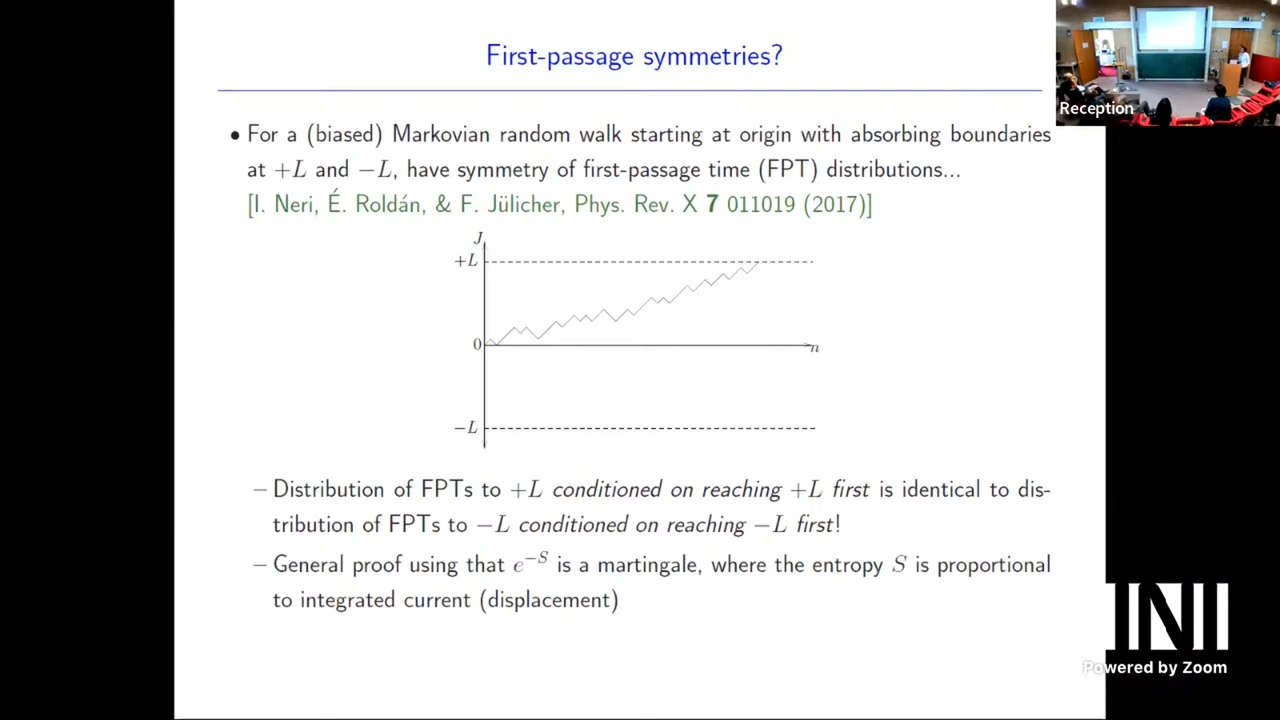 First-passage symmetries?
Reception
• For a (biased) Markovian random walk starting at origin with absorbing boundaries
at +L and −L, have symmetry of first-passage time (FPT) distributions...
[I. Neri, É. Roldán, & F. Jülicher, Phys. Rev. X 7 011019 (2017)]
J
+L
0
n
−L
– Distribution of FPTs to +L conditioned on reaching +L first is identical to dis-
tribution of FPTs to −L conditioned on reaching −L first!
– General proof using that e^{−S} is a martingale, where the entropy S is proportional
to integrated current (displacement)
INI
Powered by Zoom